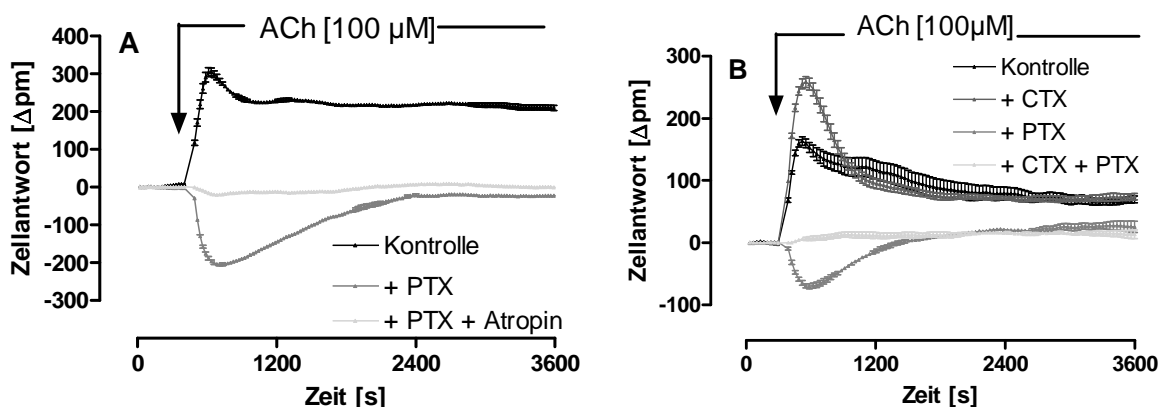 A
ACh [100 µM]
Zellantwort [Δpm]
400
300
200
100
0
-100
-200
-300
Kontrolle
+ PTX
+ PTX + Atropin
0
1200
2400
3600
Zeit [s]
B
ACh [100µM]
Zellantwort [Δpm]
300
200
100
0
-100
Kontrolle
+ CTX
+ PTX
+ CTX + PTX
0
1200
2400
3600
Zeit [s]